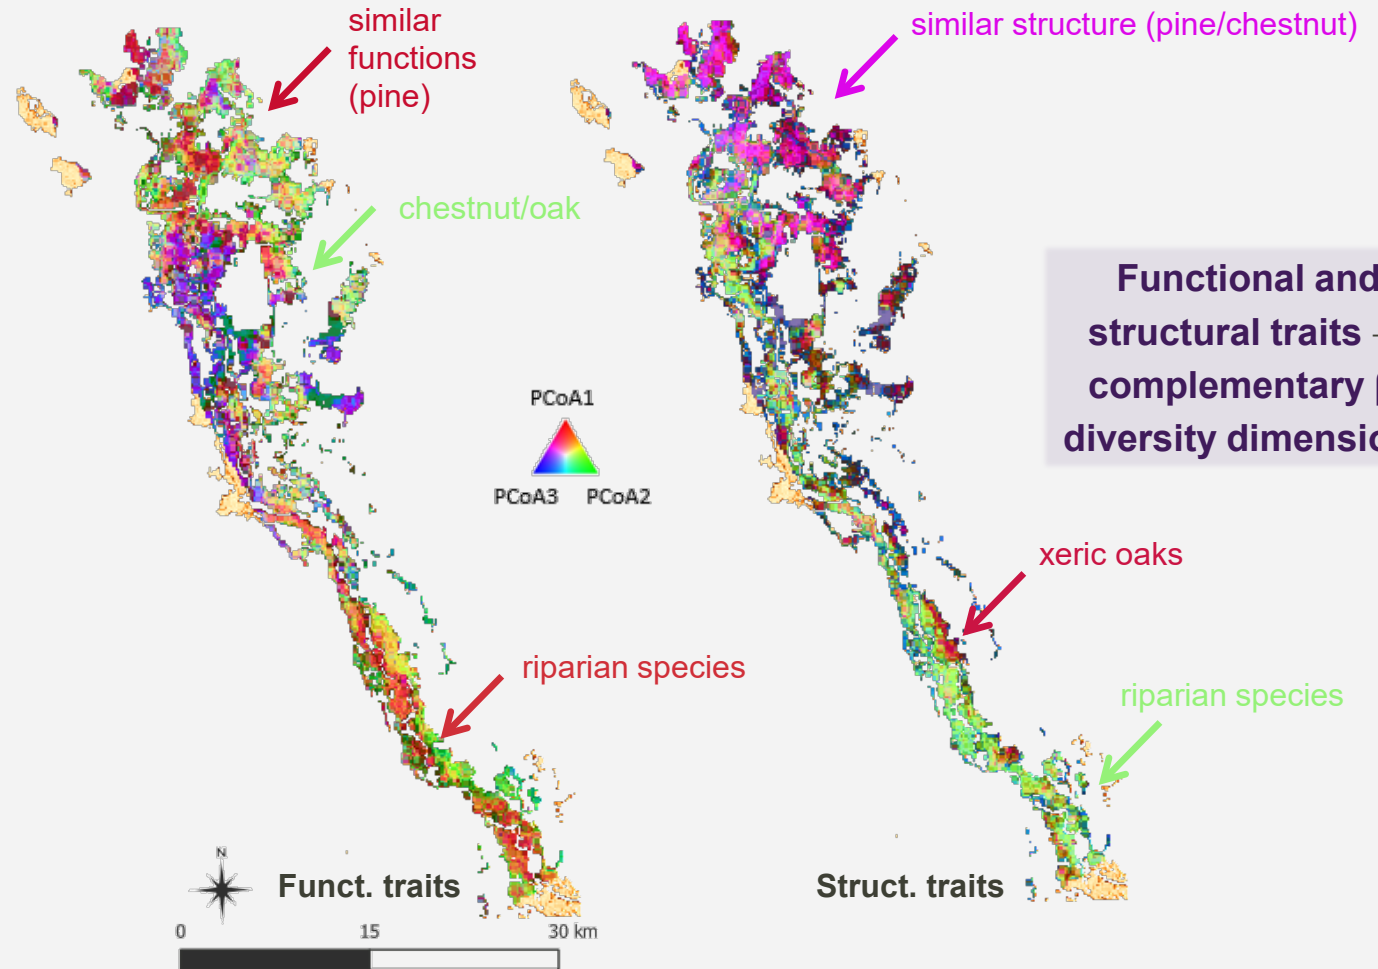 similar
functions
(pine)
similar structure (pine/chestnut)
chestnut/oak
Functional and
structural traits -
complementary β
diversity dimensio
PCoA1
PCoA3 PCoA2
xeric oaks
riparian species
riparian species
N
Funct. traits
Struct. traits
0 15 30 km